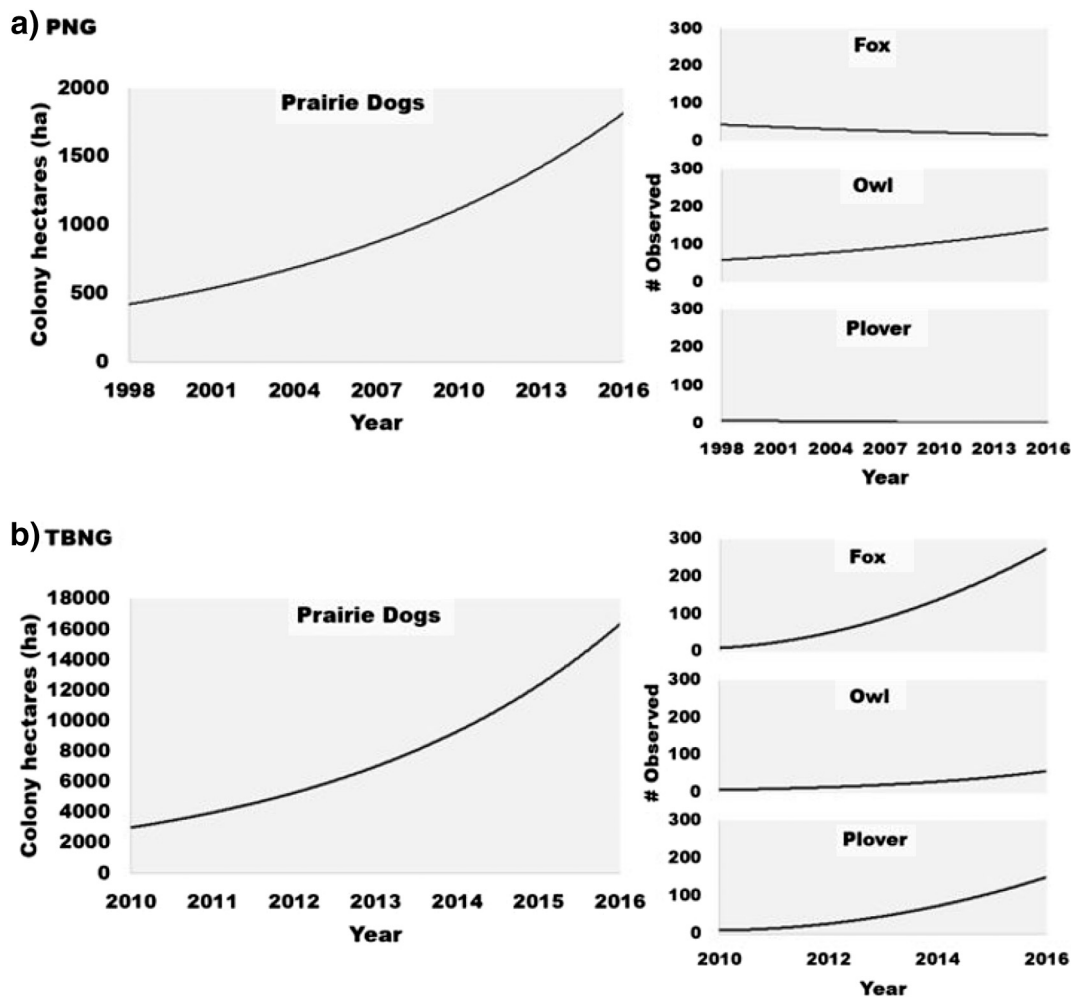 a) PNG
Prairie Dogs
Colony hectares (ha)
2000
1500
1000
500
0
1998 2001 2004 2007 2010 2013 2016
Year
Fox
300
200
100
0
Owl
300
200
100
0
# Observed
Plover
300
200
100
0
1998 2001 2004 2007 2010 2013 2016
Year
b) TBNG
Prairie Dogs
Colony hectares (ha)
18000
16000
14000
12000
10000
8000
6000
4000
2000
0
2010 2011 2012 2013 2014 2015 2016
Year
Fox
300
200
100
0
Owl
300
200
100
0
# Observed
Plover
300
200
100
0
2010 2012 2014 2016
Year